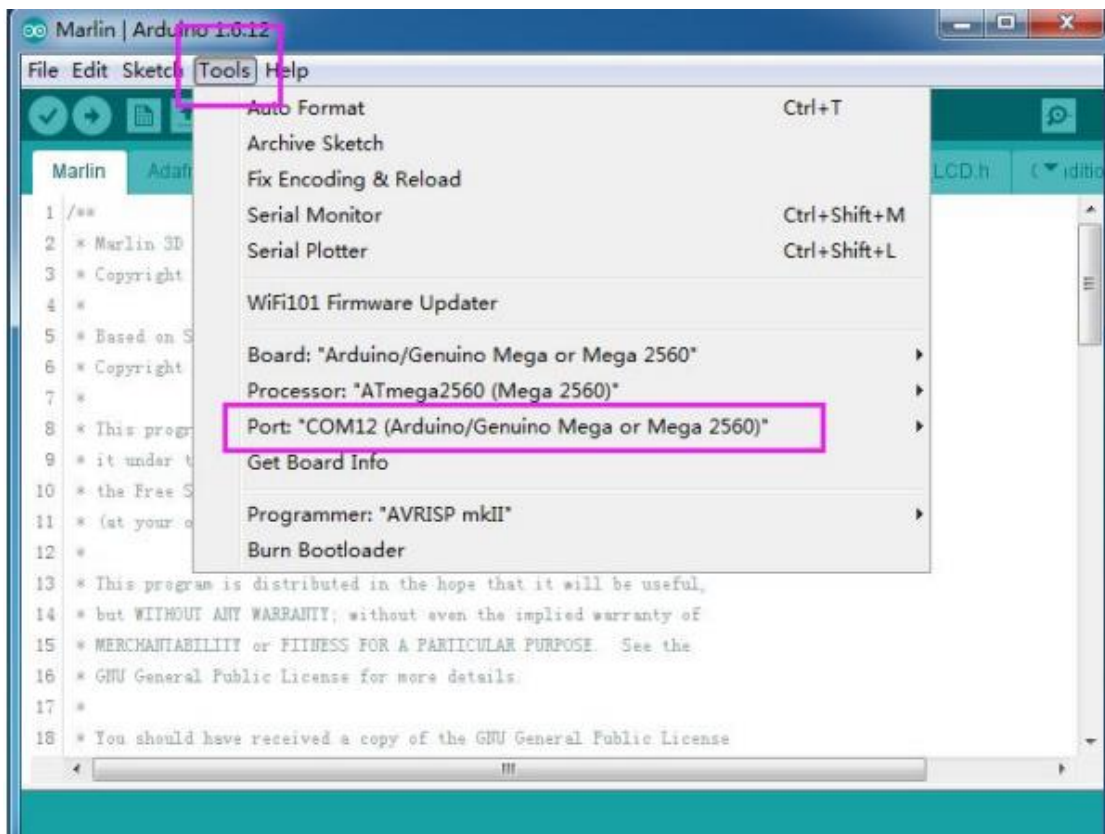 Marlin | Arduino 1.6.12
File Edit Sketch Tools Help
Auto Format Ctrl+T
Archive Sketch
Fix Encoding & Reload
Serial Monitor Ctrl+Shift+M
Serial Plotter Ctrl+Shift+L
WiFi101 Firmware Updater
Board: "Arduino/Genuino Mega or Mega 2560"
Processor: "ATmega2560 (Mega 2560)"
Port: "COM12 (Arduino/Genuino Mega or Mega 2560)"
Get Board Info
Programmer: "AVRISP mkII"
Burn Bootloader
Marlin Adafr LCD.h
1 /**
2 * Marlin 3D
3 * Copyright
4 *
5 * Based on S
6 * Copyright
7 *
8 * This progr
9 * it under t
10 * the Free S
11 * (at your o
12 *
13 * This program is distributed in the hope that it will be useful,
14 * but WITHOUT ANY WARRANTY; without even the implied warranty of
15 * MERCHANTABILITY or FITNESS FOR A PARTICULAR PURPOSE. See the
16 * GNU General Public License for more details.
17 *
18 * You should have received a copy of the GNU General Public License